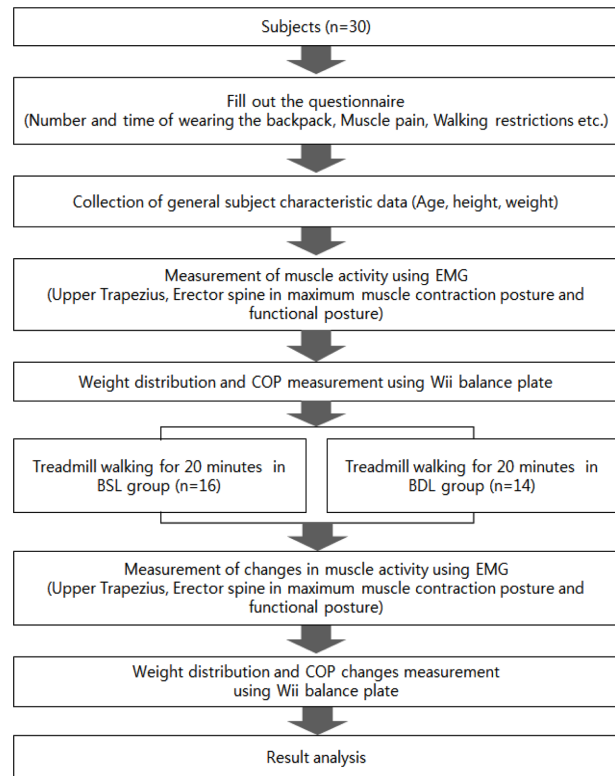 Subjects (n=30)
Fill out the questionnaire
(Number and time of wearing the backpack, Muscle pain, Walking restrictions etc.)
Collection of general subject characteristic data (Age, height, weight)
Measurement of muscle activity using EMG
(Upper Trapezius, Erector spine in maximum muscle contraction posture and
functional posture)
Weight distribution and COP measurement using Wii balance plate
Treadmill walking for 20 minutes in
BSL group (n=16)
Treadmill walking for 20 minutes in
BDL group (n=14)
Measurement of changes in muscle activity using EMG
(Upper Trapezius, Erector spine in maximum muscle contraction posture and
functional posture)
Weight distribution and COP changes measurement
using Wii balance plate
Result analysis